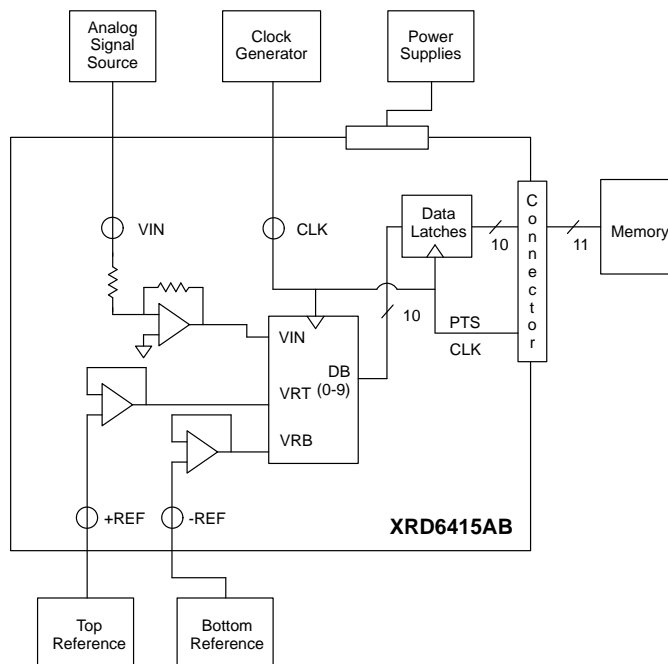 Analog
Signal
Source
Clock
Generator
Power
Supplies
VIN
CLK
Data
Latches
10
Connector
11
Memory
10
PTS
CLK
VIN
DB
(0-9)
VRT
VRB
+REF
-REF
XRD6415AB
Top
Reference
Bottom
Reference